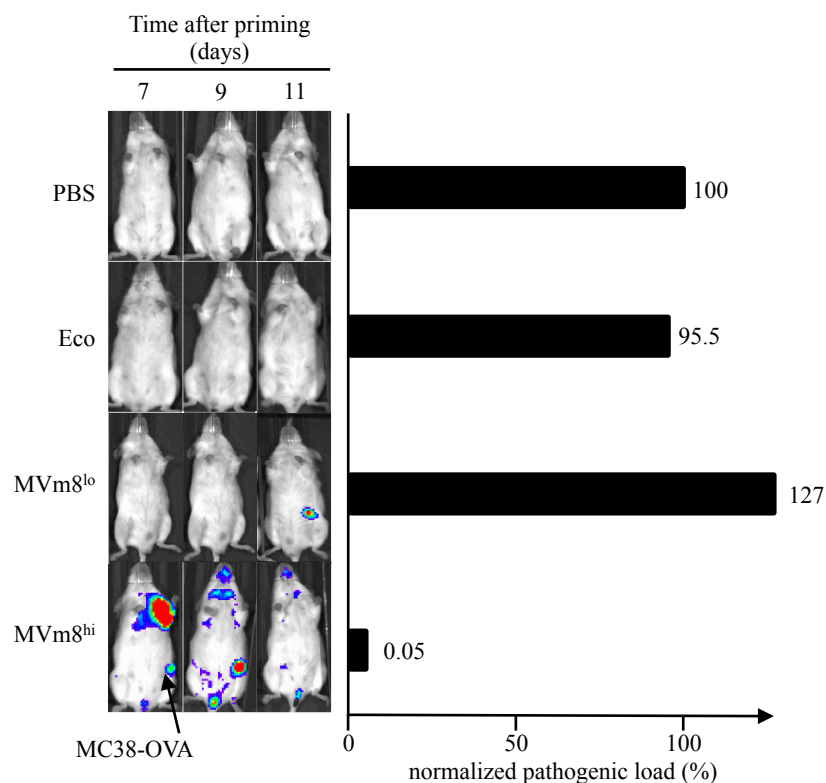 Time after priming
(days)
7 9 11
PBS
100
Eco
95.5
MVm8ˡᵒ
127
MVm8ʰⁱ
0.05
MC38-OVA
0 50 100
normalized pathogenic load (%)